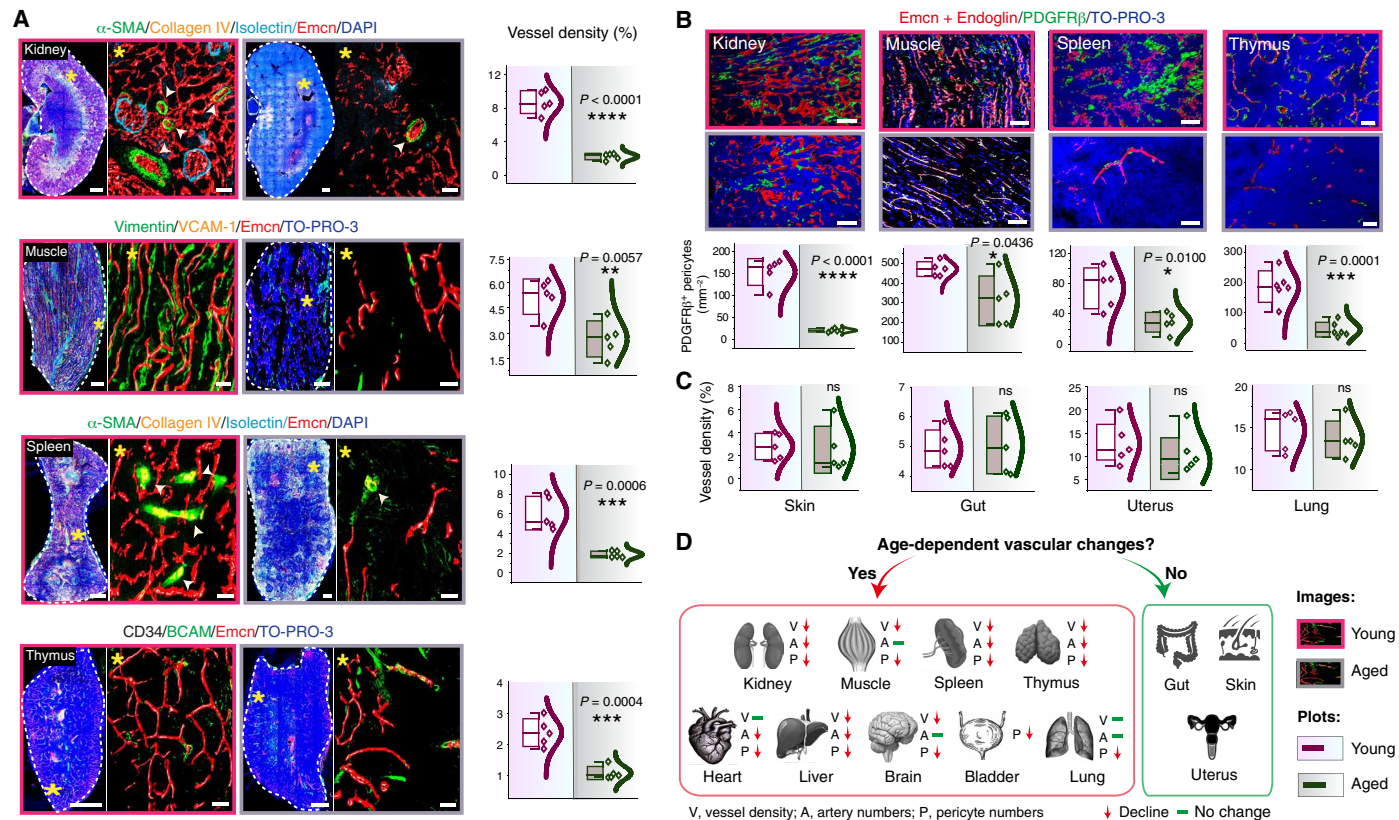 A
α-SMA/Collagen IV/Isolectin/Emcn/DAPI
Kidney
Vessel density (%)
12
8
4
0
P < 0.0001
****
Vimentin/VCAM-1/Emcn/TO-PRO-3
Muscle
7.5
6.0
4.5
3.0
1.5
P = 0.0057
**
α-SMA/Collagen IV/Isolectin/Emcn/DAPI
Spleen
10
8
6
4
2
0
P = 0.0006
***
CD34/BCAM/Emcn/TO-PRO-3
Thymus
4
3
2
1
P = 0.0004
***
B
Emcn + Endoglin/PDGFRβ/TO-PRO-3
Kidney
Muscle
Spleen
Thymus
PDGFRβ+ pericytes
(mm−2)
200
150
100
50
0
P < 0.0001
****
500
400
300
200
100
P = 0.0436
*
120
80
40
0
P = 0.0100
*
300
200
100
0
P = 0.0001
***
C
Vessel density (%)
8
6
4
2
0
ns
Skin
7
6
5
4
ns
Gut
25
20
15
10
5
ns
Uterus
20
15
10
ns
Lung
D
Age-dependent vascular changes?
Yes
No
V
A
P
Kidney
V
A
P
Muscle
V
A
P
Spleen
V
A
P
Thymus
V
A
P
Heart
V
A
P
Liver
V
A
P
Brain
P
Bladder
V
A
P
Lung
Gut
Skin
Uterus
V, vessel density; A, artery numbers; P, pericyte numbers
Decline
No change
Images:
Young
Aged
Plots:
Young
Aged